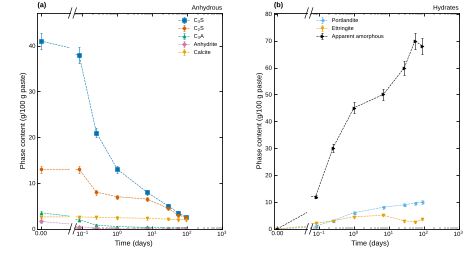 (a)
Anhydrous
C₃S
C₂S
C₃A
Anhydrite
Calcite
Phase content (g/100 g paste)
40
30
20
10
0
0.00 10⁻¹ 10⁰ 10¹ 10² 10³
Time (days)
(b)
Hydrates
Portlandite
Ettringite
Apparent amorphous
Phase content (g/100 g paste)
80
70
60
50
40
30
20
10
0
0.00 10⁻¹ 10⁰ 10¹ 10² 10³
Time (days)